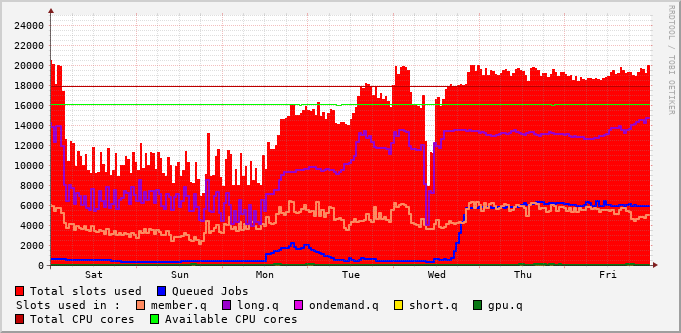 24000
22000
20000
18000
16000
14000
12000
10000
8000
6000
4000
2000
0
Sat Sun Mon Tue Wed Thu Fri
RRDTOOL / TOBI OETIKER
Total slots used Queued Jobs
Slots used in : member.q long.q ondemand.q short.q gpu.q
Total CPU cores Available CPU cores